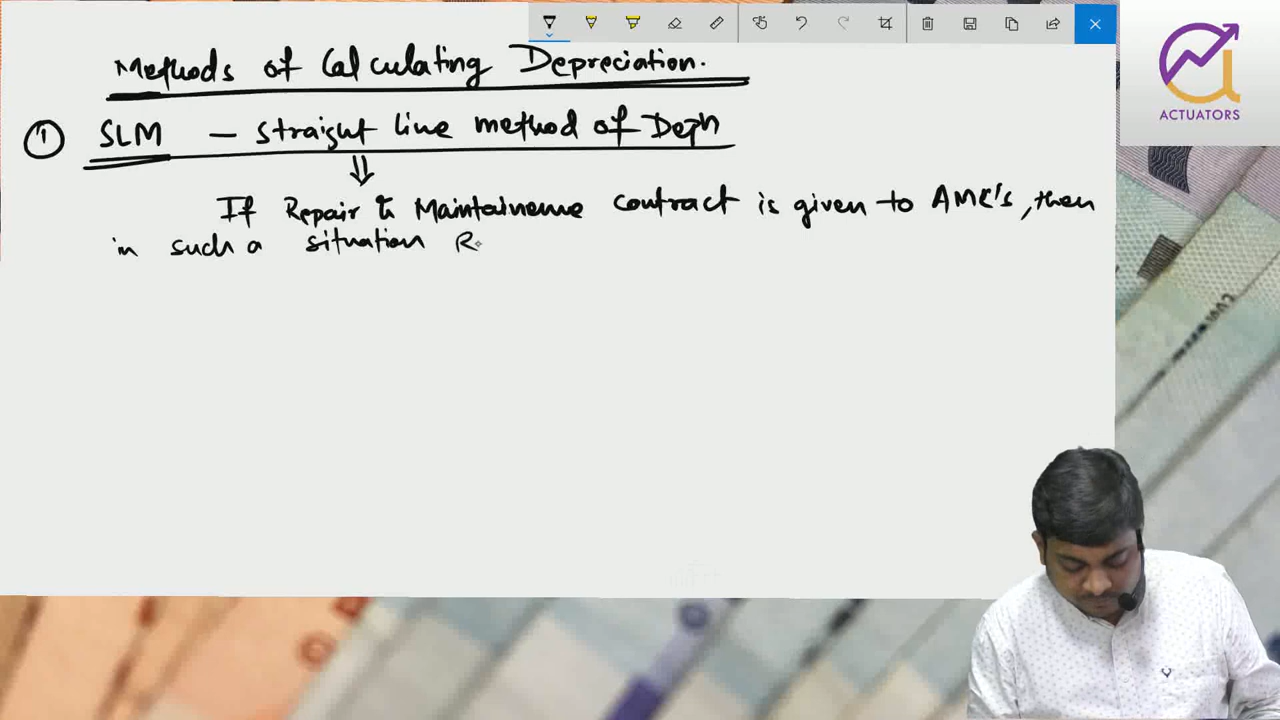 ACTUATORS
Methods of Calculating Depreciation.
① SLM — Straight line method of Depn
If Repair & Maintainence contract is given to AMC's, then
in such a situation Re